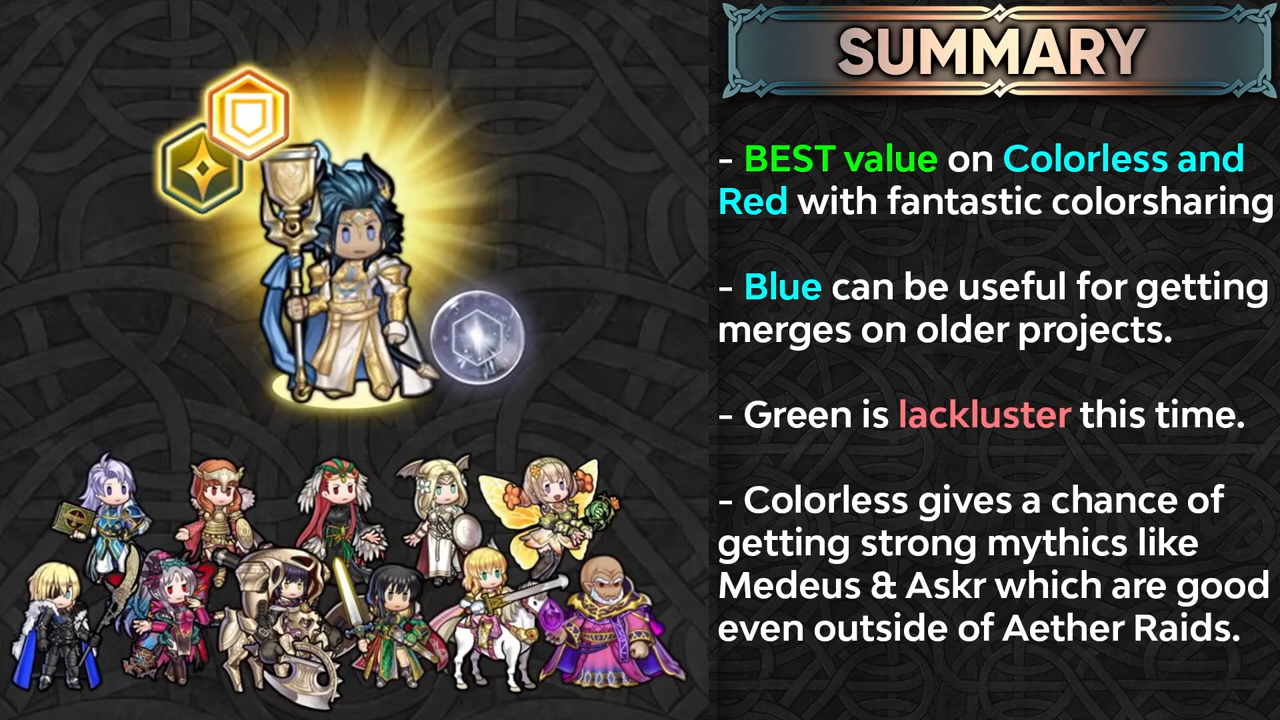 SUMMARY
- BEST value on Colorless and
Red with fantastic colorsharing
- Blue can be useful for getting
merges on older projects.
- Green is lackluster this time.
- Colorless gives a chance of
getting strong mythics like
Medeus & Askr which are good
even outside of Aether Raids.